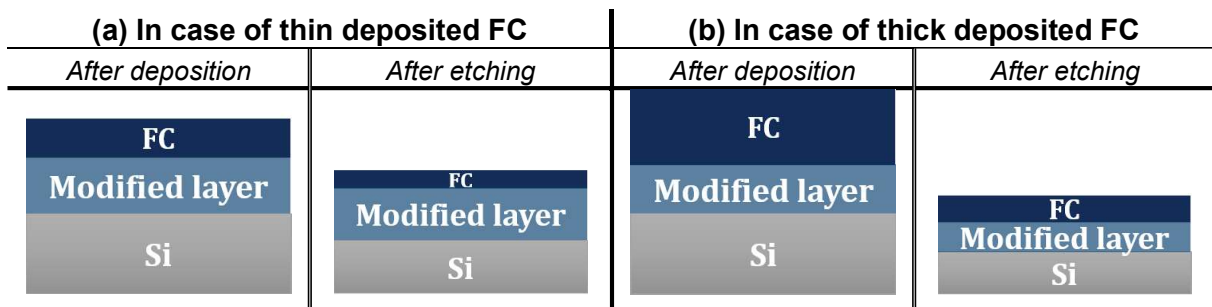 (a) In case of thin deposited FC
(b) In case of thick deposited FC
After deposition
After etching
After deposition
After etching
FC
Modified layer
Si
FC
Modified layer
Si
FC
Modified layer
Si
FC
Modified layer
Si